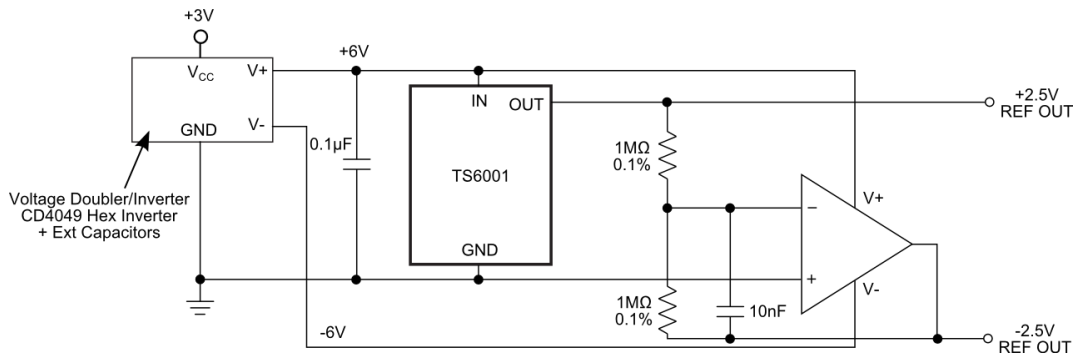 +3V
VCC
V+
+6V
IN
OUT
+2.5V
REF OUT
GND
V-
0.1µF
1MΩ
0.1%
TS6001
Voltage Doubler/Inverter
CD4049 Hex Inverter
+ Ext Capacitors
V+
−
GND
+
1MΩ
0.1%
10nF
V-
-6V
-2.5V
REF OUT